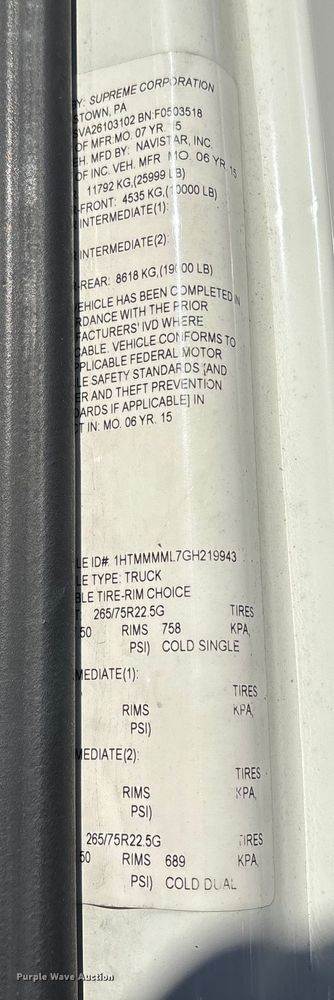 BY: SUPREME CORPORATION
STOWN, PA
SVA26103102 BN:F0503518
OF MFR:MO. 07 YR. 15
EH. MFD BY: NAVISTAR, INC.
OF INC. VEH. MFR MO. 06 YR. 15
11792 KG,(25999 LB)
-FRONT: 4535 KG,(10000 LB)
INTERMEDIATE(1):
INTERMEDIATE(2):
-REAR: 8618 KG,(19000 LB)
VEHICLE HAS BEEN COMPLETED IN
RDANCE WITH THE PRIOR
FACTURERS' IVD WHERE
CABLE. VEHICLE CONFORMS TO
PPLICABLE FEDERAL MOTOR
LE SAFETY STANDARDS [AND
ER AND THEFT PREVENTION
DARDS IF APPLICABLE] IN
T IN: MO. 06 YR. 15
LE ID#: 1HTMMMML7GH219943
LE TYPE: TRUCK
BLE TIRE-RIM CHOICE
T: 265/75R22.5G TIRES
50 RIMS 758 KPA,
PSI) COLD SINGLE
MEDIATE(1):
TIRES
RIMS KPA,
PSI)
MEDIATE(2):
TIRES
RIMS KPA,
PSI)
265/75R22.5G TIRES
50 RIMS 689 KPA
PSI) COLD DUAL
Purple Wave Auction